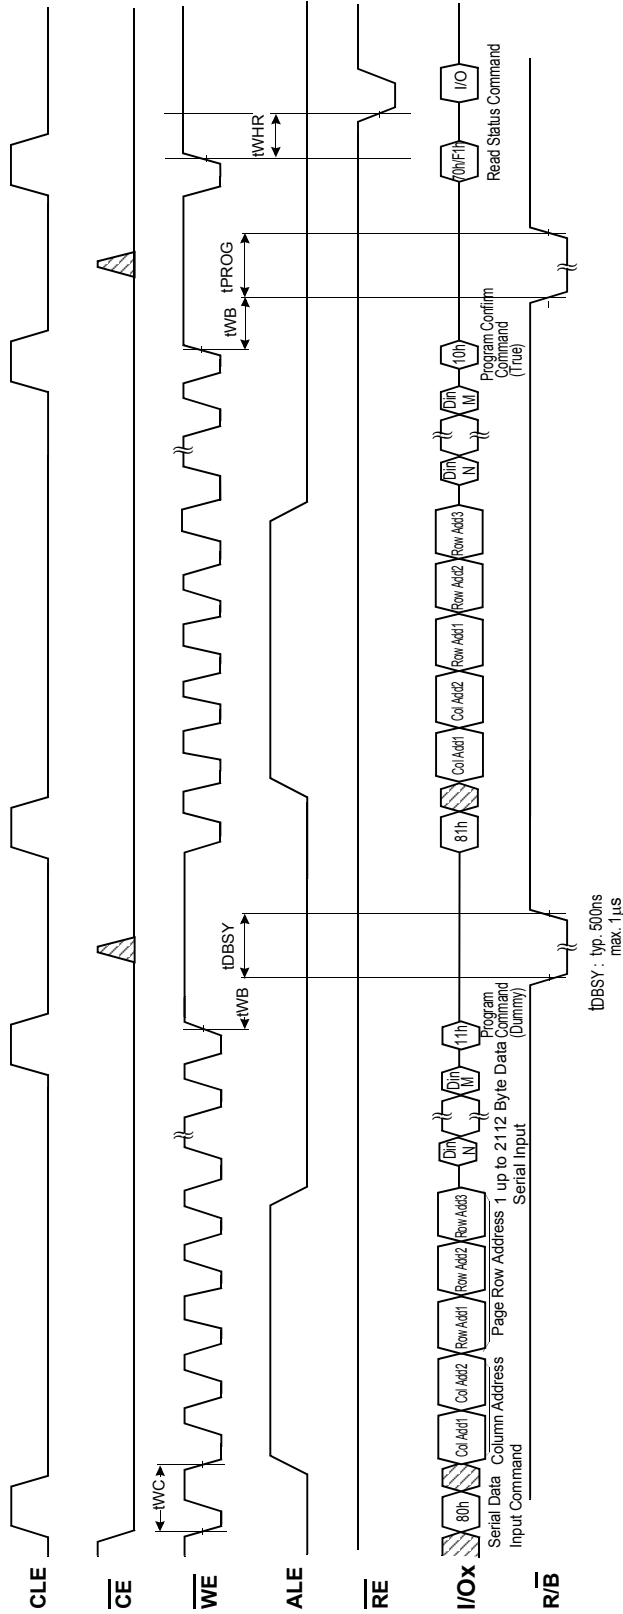 CLE
CE
WE
tWC
tWB
tDBSY
tWB
tPROG
tWHR
ALE
RE
I/Ox
80h
Col Add1
Col Add2
Row Add1
Row Add2
Row Add3
Din
N
Din
M
11h
81h
Col Add1
Col Add2
Row Add1
Row Add2
Row Add3
Din
N
Din
M
10h
70h/F1h
I/O
Serial Data
Input Command
Column Address
Page Row Address
1 up to 2112 Byte Data
Serial Input
Program
Command
(Dummy)
Program Confirm
Command
(True)
Read Status Command
R/B
tDBSY : typ. 500ns
max. 1µs